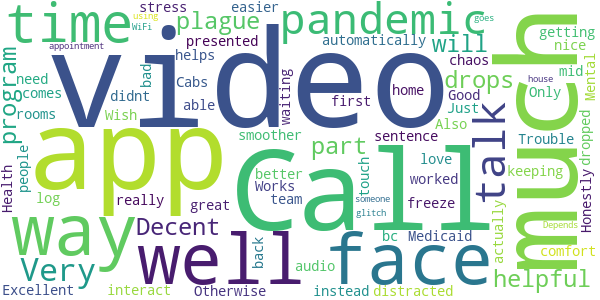 stress
easier
using
WiFi
goes
time
plague
pandemic
appointment
presented
automatically
will
getting
nice
program
helps
chaos
need
bad
Cabs
video
home
drops
mid
comes
didnt
able
waiting
first
Good
house
Mental
rooms
Wish
Just
Only
much
app
smoother
sentence
Also
talk
dropped
Trouble
people
part
call
love
keeping
Health
better
touch
worked
Honestly
log
really
great
Works
team
someone
freeze
actually
way
Decent
back
well
glitch
face
bc
Medicaid
Depends
comfort
Very
audio
helpful
Excellent
interact
Otherwise
instead
distracted